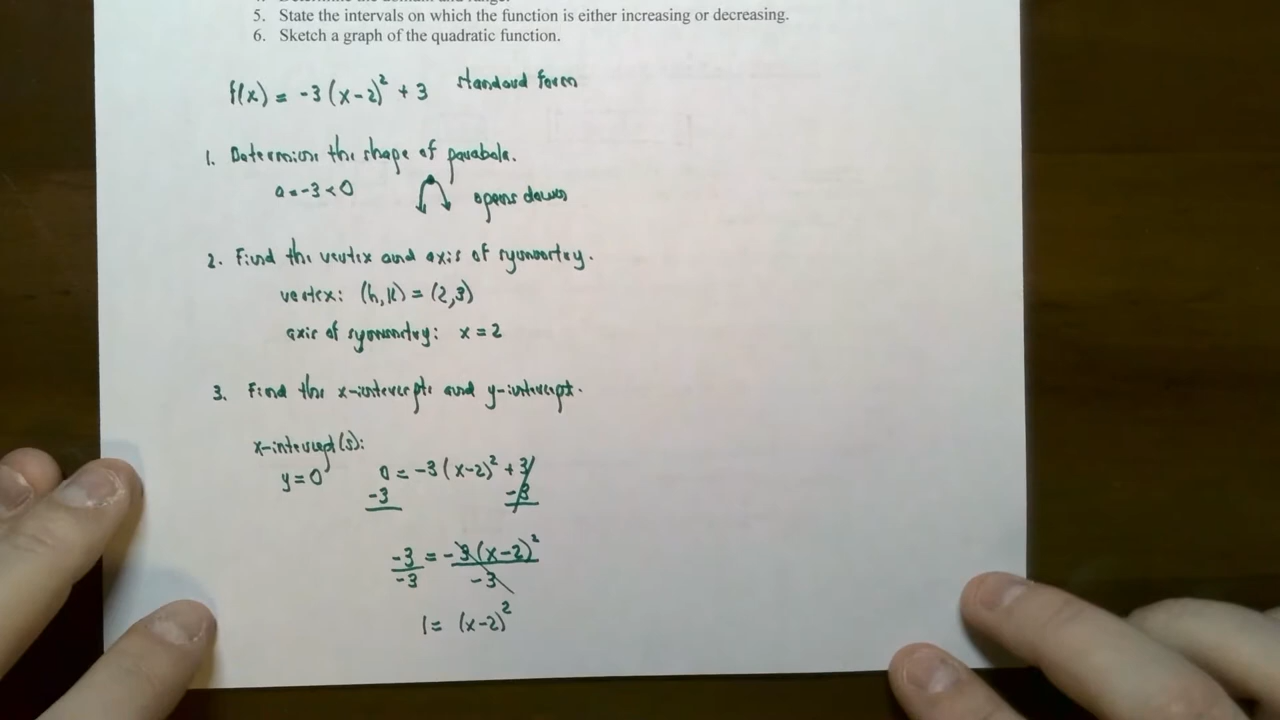 5. State the intervals on which the function is either increasing or decreasing.
6. Sketch a graph of the quadratic function.
f(x) = -3(x-2)² + 3 standard form
1. Determine the shape of parabola.
a = -3 < 0 opens down
2. Find the vertex and axis of symmetry.
vertex: (h,k) = (2,3)
axis of symmetry: x = 2
3. Find the x-intercepts and y-intercept.
x-intercept(s):
y = 0 0 = -3(x-2)² + 3
-3 -3
-3 = -3(x-2)²
-3 -3
1 = (x-2)²